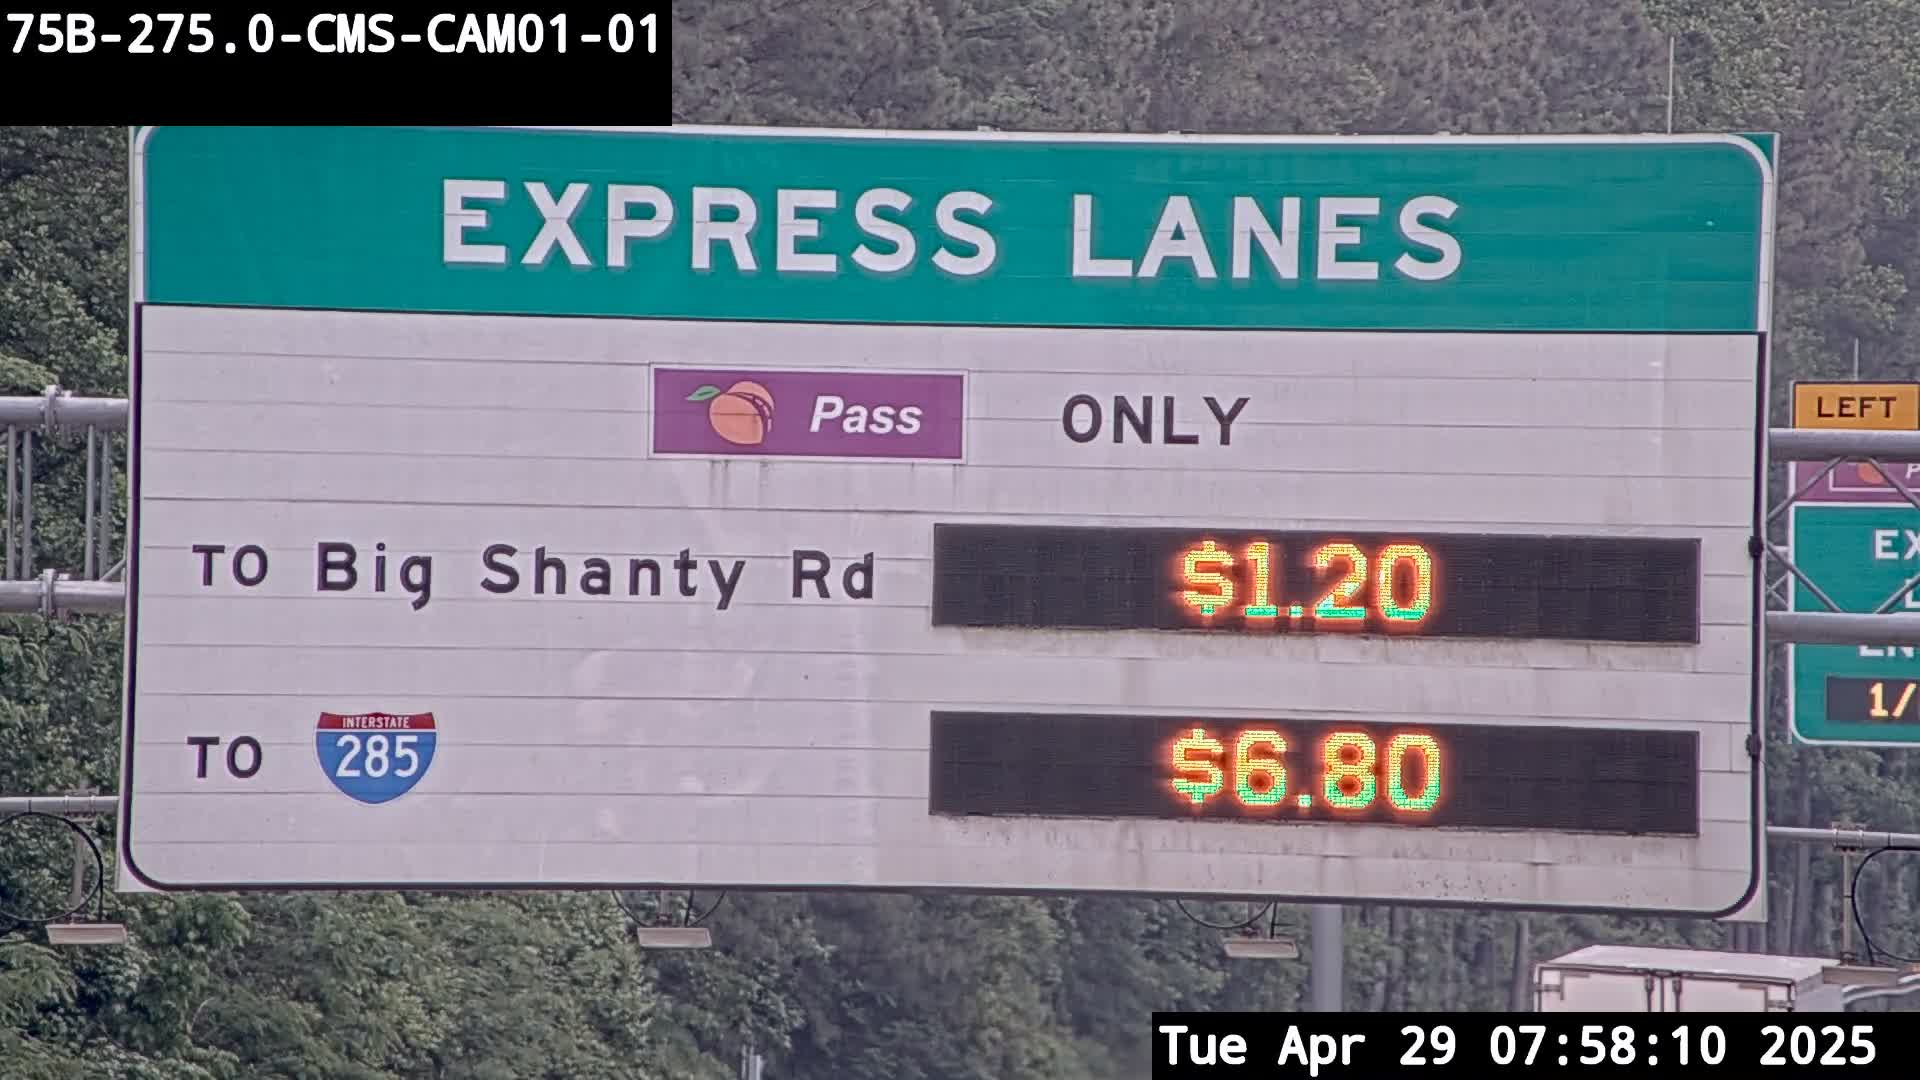 75B-275.0-CMS-CAM01-01
EXPRESS LANES
Pass ONLY
TO Big Shanty Rd $1.20
TO INTERSTATE 285 $6.80
LEFT
1/
Tue Apr 29 07:58:10 2025